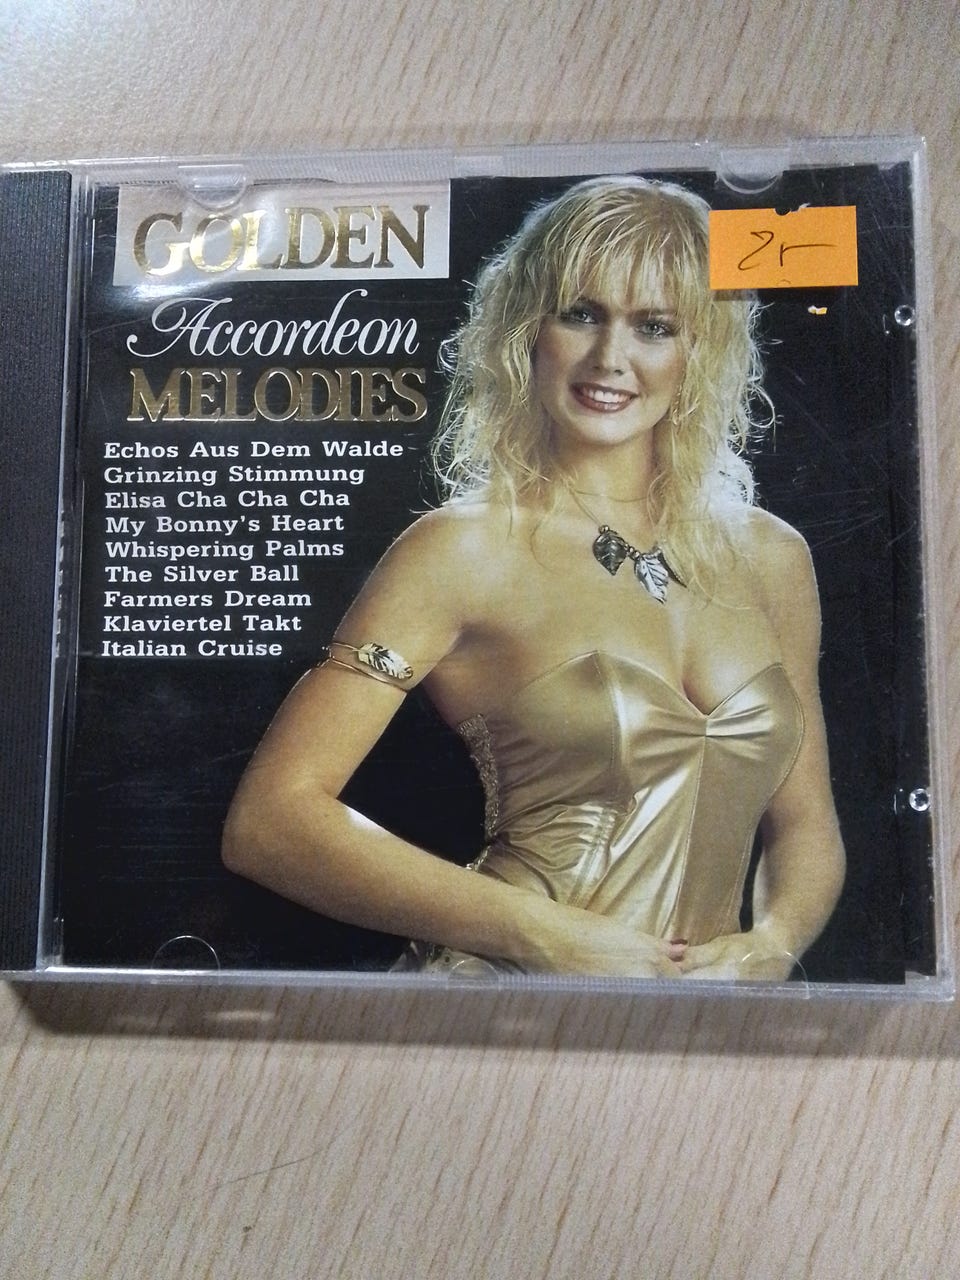 GOLDEN
Accordeon
MELODIES
Echos Aus Dem Walde
Grinzing Stimmung
Elisa Cha Cha Cha
My Bonny's Heart
Whispering Palms
The Silver Ball
Farmers Dream
Klaviertel Takt
Italian Cruise